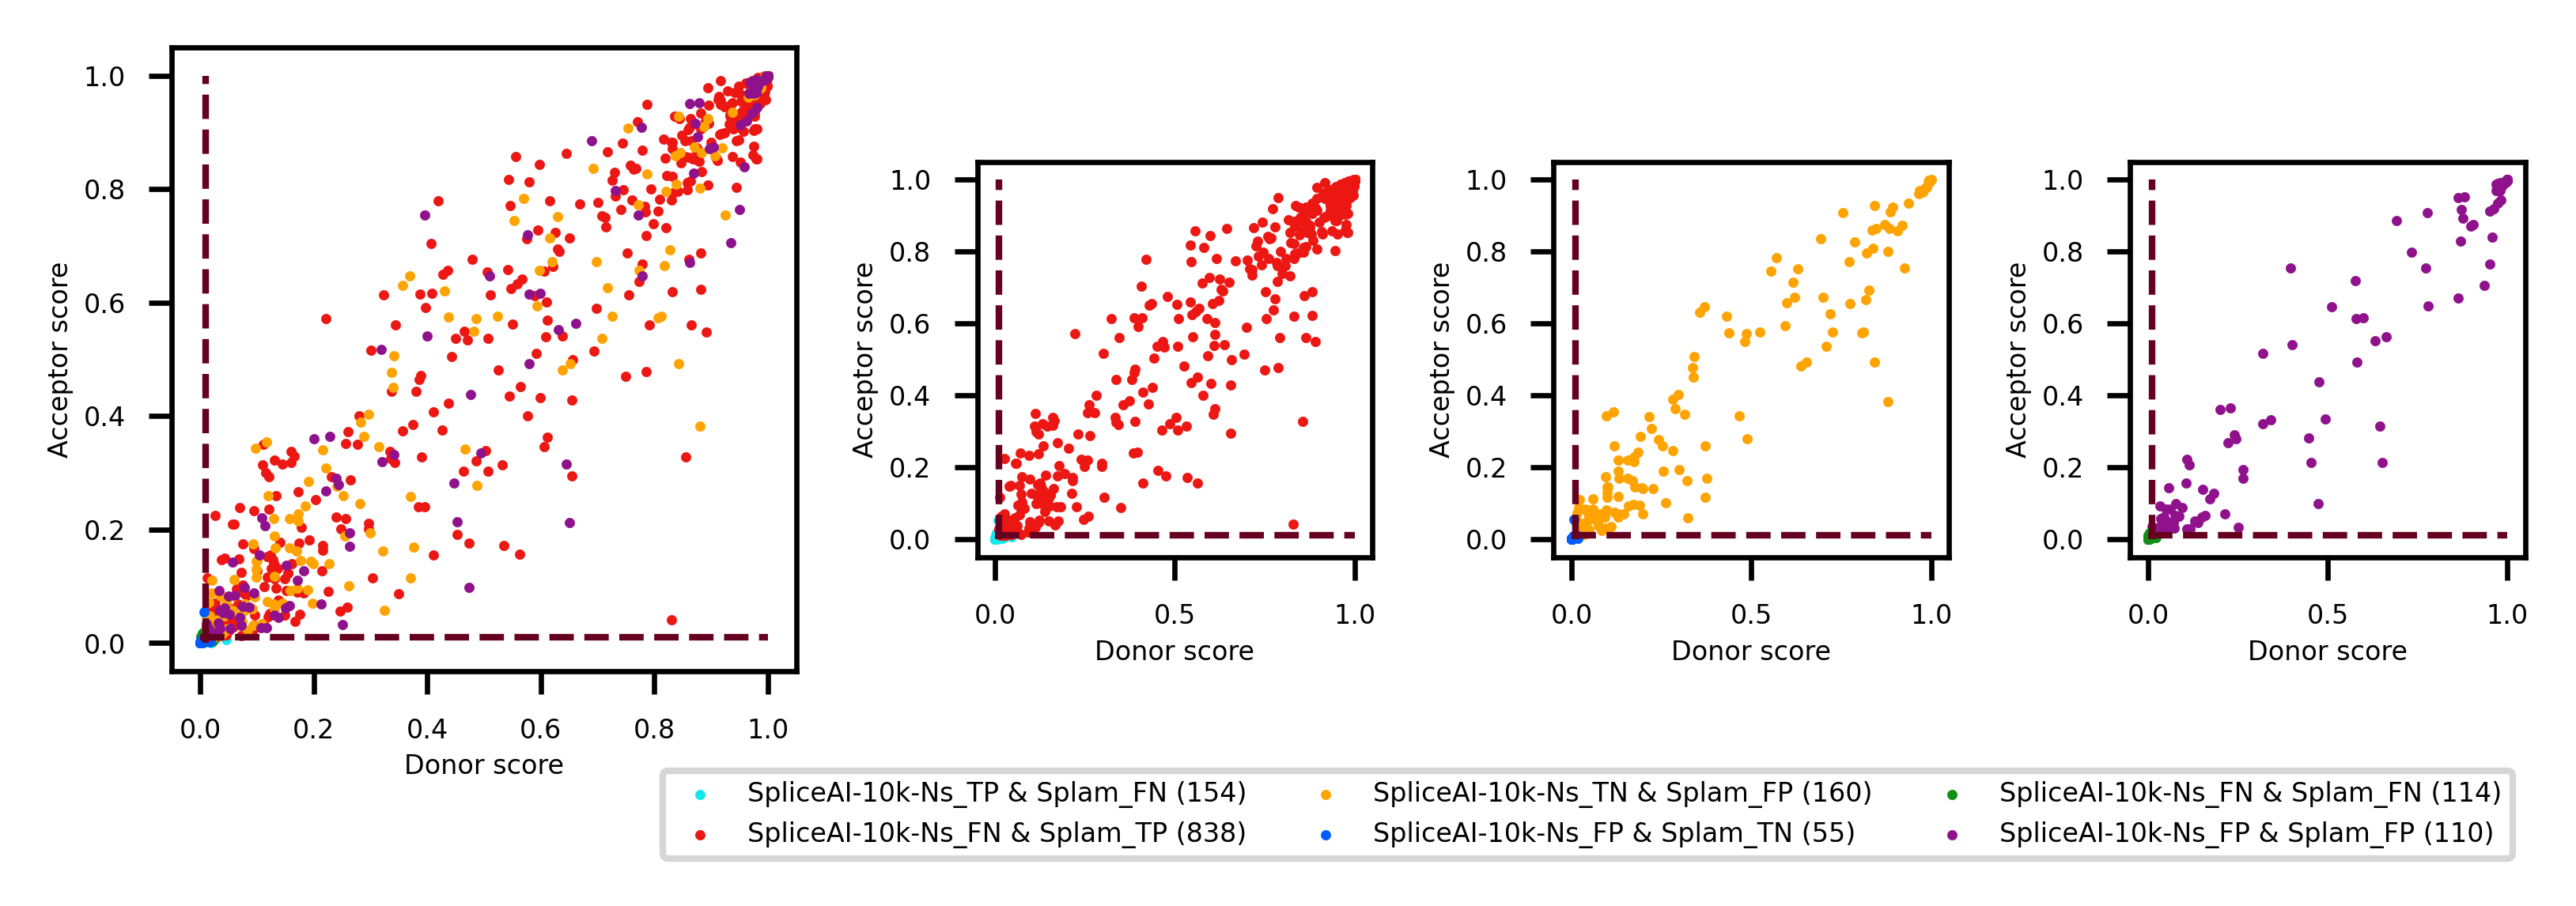 1.0
0.8
0.6
0.4
0.2
0.0
Acceptor score
0.0 0.2 0.4 0.6 0.8 1.0
Donor score
1.0
0.8
0.6
0.4
0.2
0.0
Acceptor score
0.0 0.5 1.0
Donor score
1.0
0.8
0.6
0.4
0.2
0.0
Acceptor score
0.0 0.5 1.0
Donor score
1.0
0.8
0.6
0.4
0.2
0.0
Acceptor score
0.0 0.5 1.0
Donor score
SpliceAI-10k-Ns_TP & Splam_FN (154)
SpliceAI-10k-Ns_FN & Splam_TP (838)
SpliceAI-10k-Ns_TN & Splam_FP (160)
SpliceAI-10k-Ns_FP & Splam_TN (55)
SpliceAI-10k-Ns_FN & Splam_FN (114)
SpliceAI-10k-Ns_FP & Splam_FP (110)